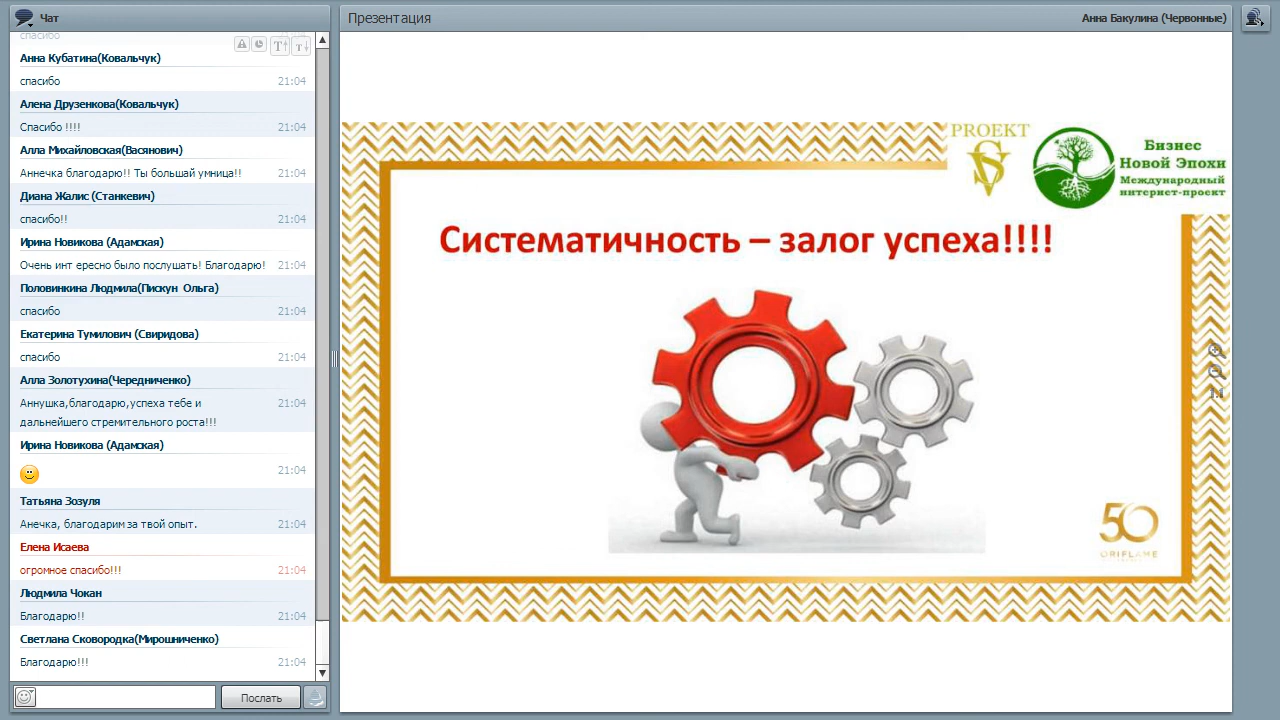 Чат
спасибо
21:04
Анна Кубатина(Ковальчук)
спасибо 21:04
Алена Друзенкова(Ковальчук)
Спасибо !!!! 21:04
Алла Михайловская(Васянович)
Аннечка благодарю!! Ты большай умница!! 21:04
Диана Жалис (Станкевич)
спасибо!! 21:04
Ирина Новикова (Адамская)
Очень инт ересно было послушать! Благодарю! 21:04
Половинкина Людмила(Пискун Ольга)
спасибо 21:04
Екатерина Тумилович (Свиридова)
спасибо 21:04
Алла Золотухина(Чередниченко)
Аннушка,благодарю,успеха тебе и 21:04
дальнейшего стремительного роста!!!
Ирина Новикова (Адамская)
21:04
Татьяна Зозуля
Анечка, благодарим за твой опыт. 21:04
Елена Исаева
огромное спасибо!!! 21:04
Людмила Чокан
Благодарю!! 21:04
Светлана Сковородка(Мирошниченко)
Благодарю!!! 21:04
Послать
Презентация
Анна Бакулина (Червонные)
PROEKT
SV
Бизнес
Новой Эпохи
Международный
интернет-проект
Систематичность – залог успеха!!!!
1:1
50
ORIFLAME